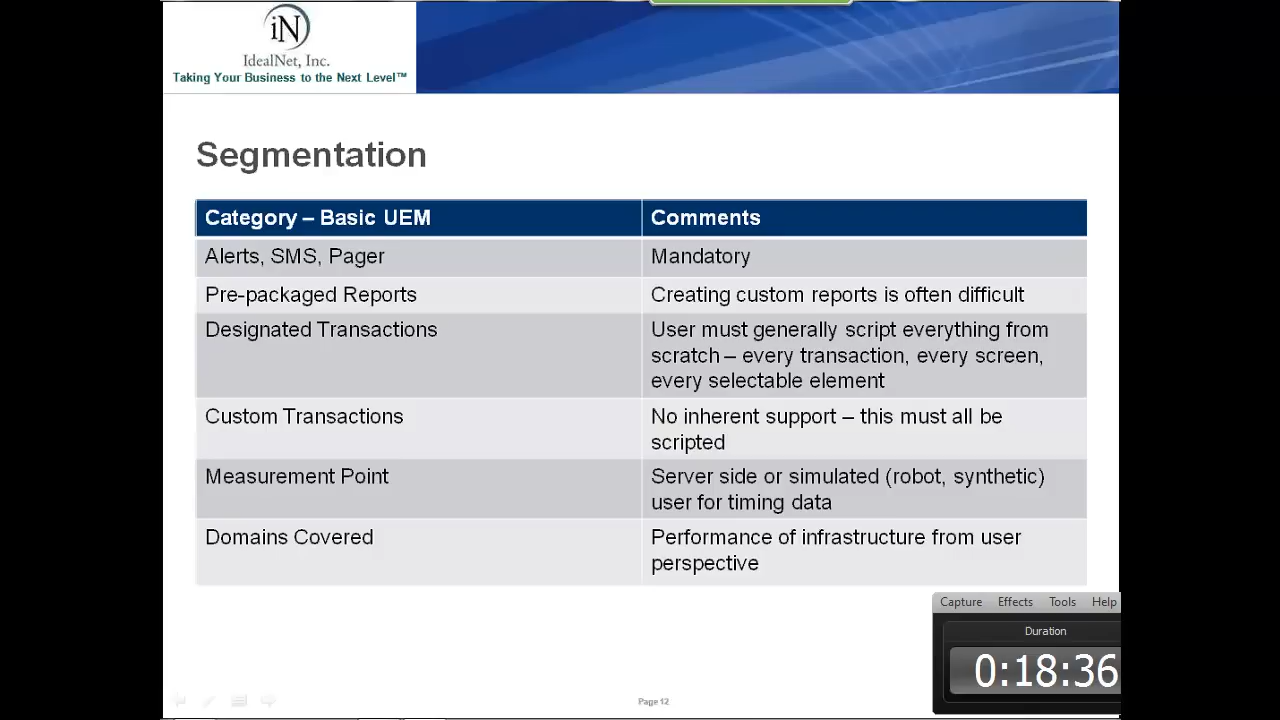 iN
IdealNet, Inc.
Taking Your Business to the Next Level™
Segmentation
Category – Basic UEM
Comments
Alerts, SMS, Pager
Mandatory
Pre-packaged Reports
Creating custom reports is often difficult
Designated Transactions
User must generally script everything from
scratch – every transaction, every screen,
every selectable element
Custom Transactions
No inherent support – this must all be
scripted
Measurement Point
Server side or simulated (robot, synthetic)
user for timing data
Domains Covered
Performance of infrastructure from user
perspective
Capture Effects Tools Help
Duration
0:18:36
Page 12